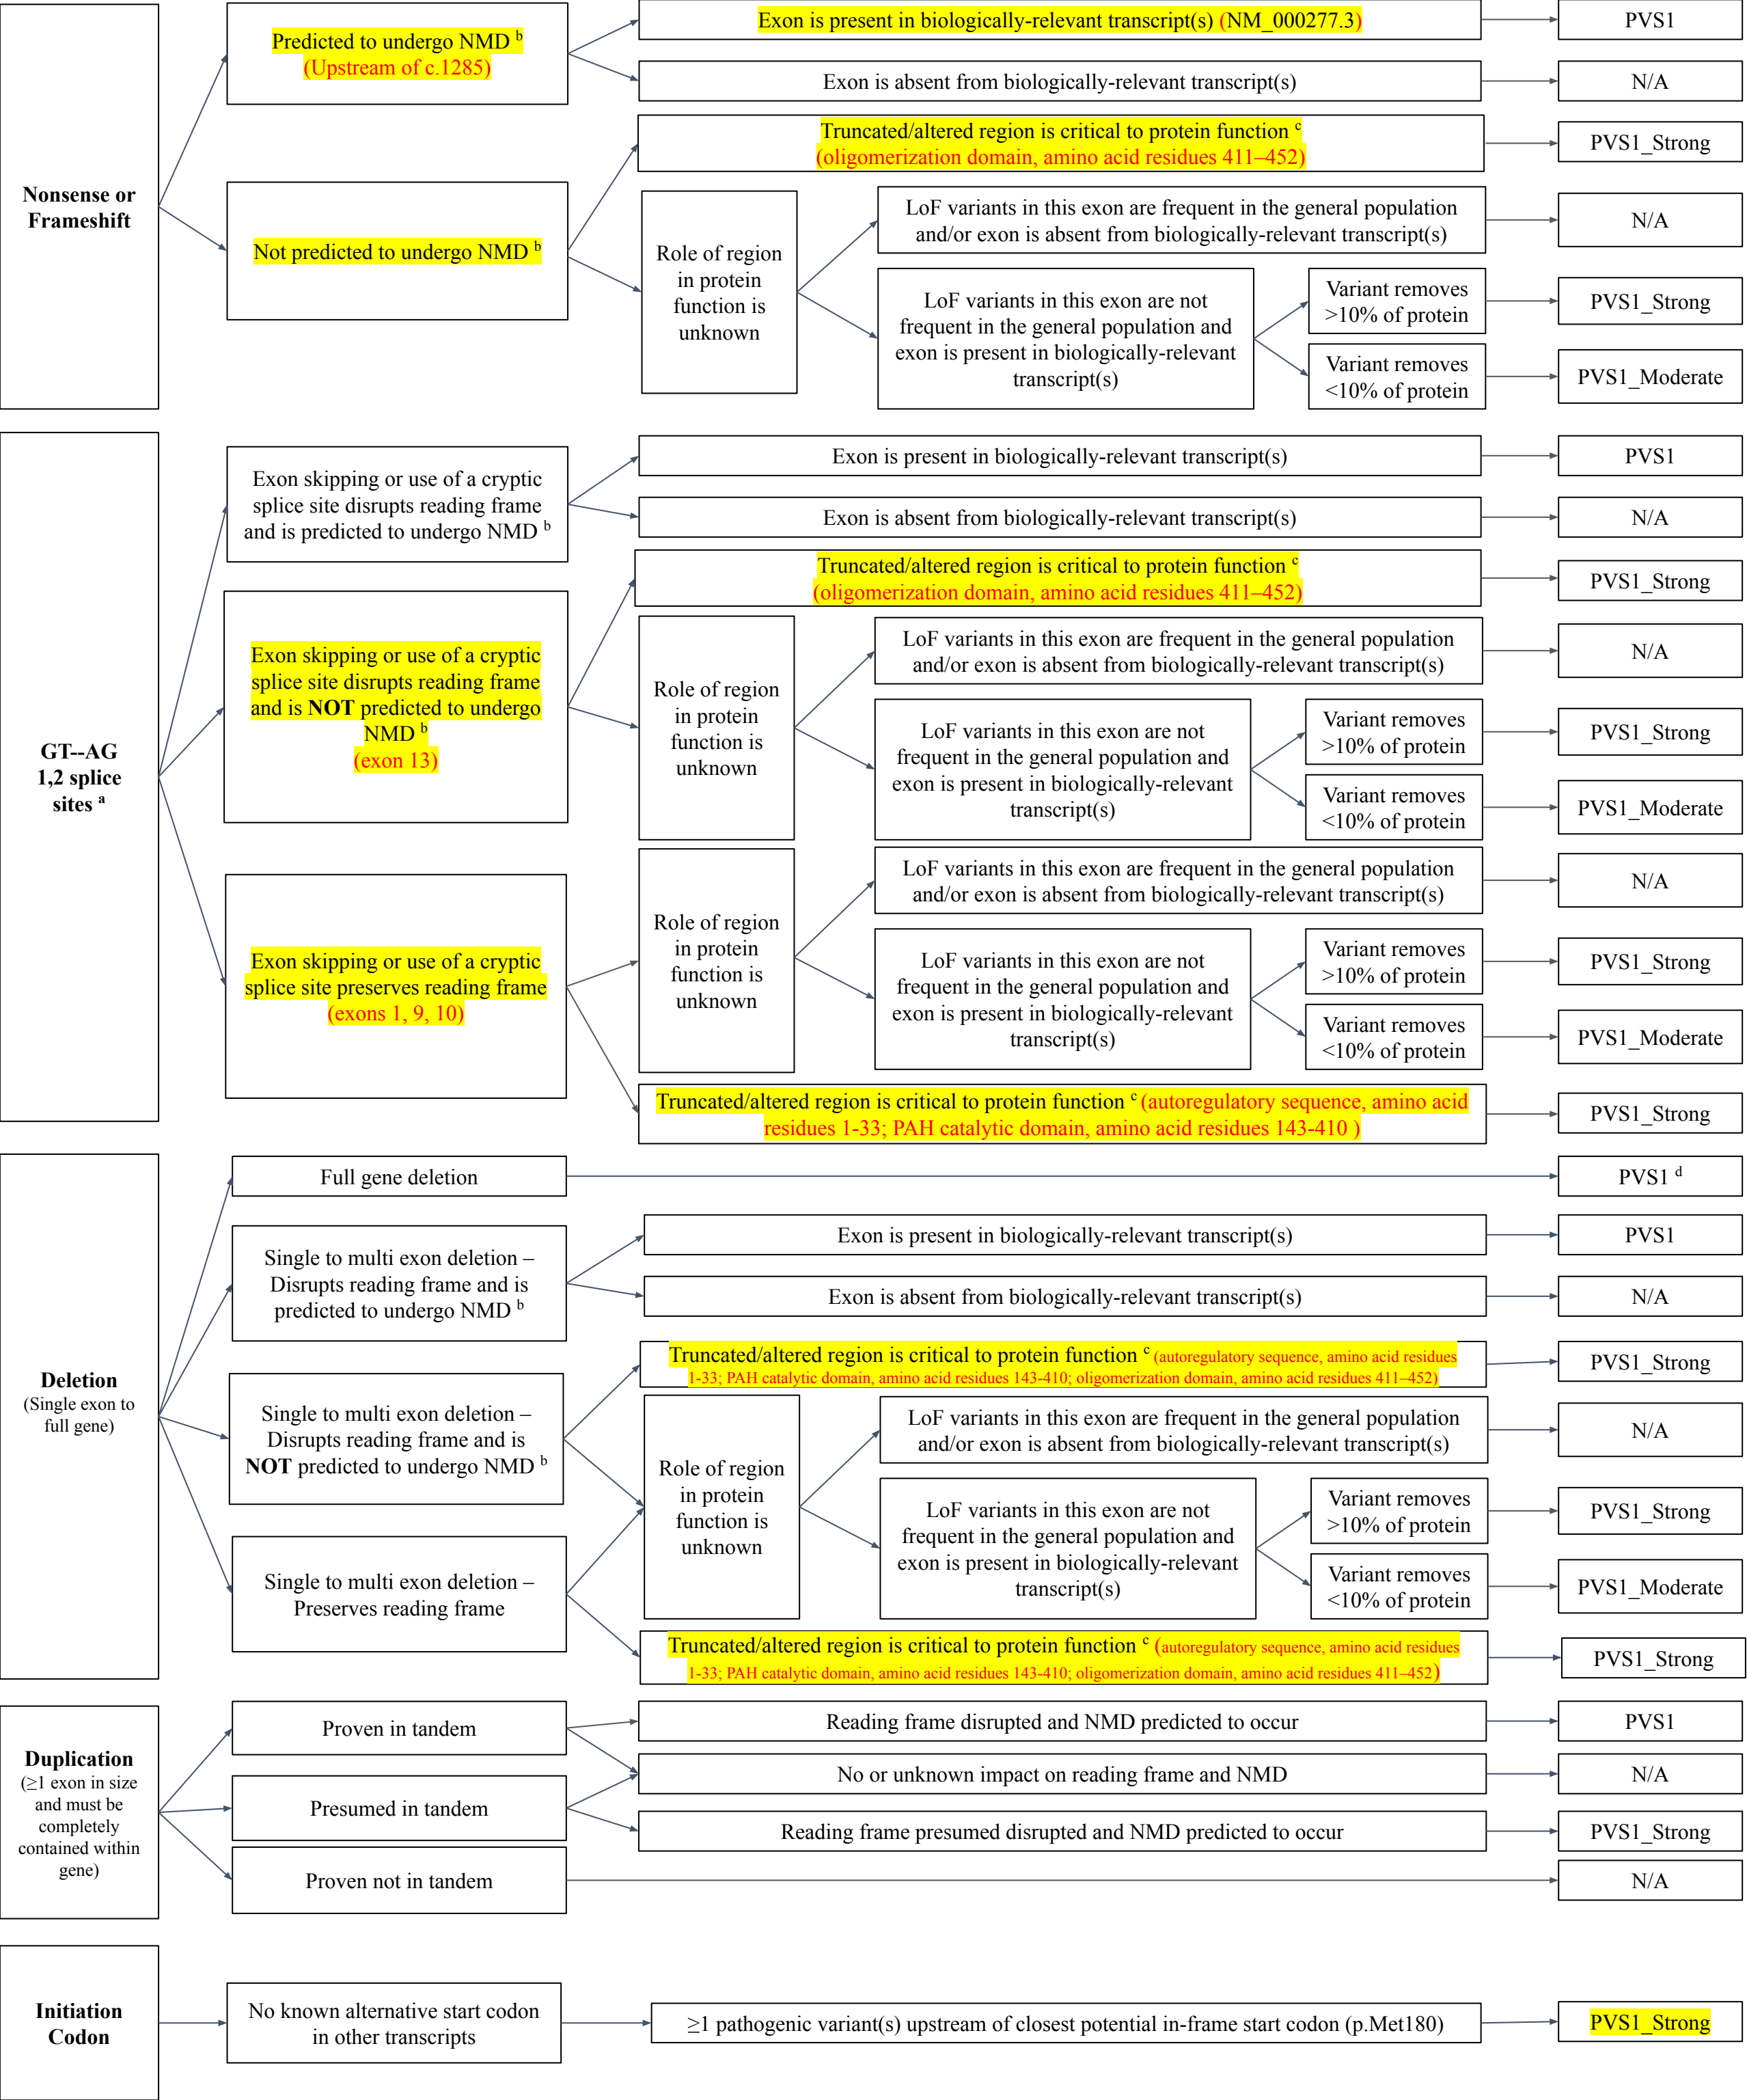 Nonsense or
Frameshift
Predicted to undergo NMD b
(Upstream of c.1285)
Exon is present in biologically-relevant transcript(s) (NM_000277.3)
PVS1
Exon is absent from biologically-relevant transcript(s)
N/A
Not predicted to undergo NMD b
Truncated/altered region is critical to protein function c
(oligomerization domain, amino acid residues 411–452)
PVS1_Strong
Role of region
in protein
function is
unknown
LoF variants in this exon are frequent in the general population
and/or exon is absent from biologically-relevant transcript(s)
N/A
LoF variants in this exon are not
frequent in the general population and
exon is present in biologically-relevant
transcript(s)
Variant removes
>10% of protein
PVS1_Strong
Variant removes
<10% of protein
PVS1_Moderate
GT--AG
1,2 splice
sites a
Exon skipping or use of a cryptic
splice site disrupts reading frame
and is predicted to undergo NMD b
Exon is present in biologically-relevant transcript(s)
PVS1
Exon is absent from biologically-relevant transcript(s)
N/A
Exon skipping or use of a cryptic
splice site disrupts reading frame
and is NOT predicted to undergo
NMD b
(exon 13)
Truncated/altered region is critical to protein function c
(oligomerization domain, amino acid residues 411–452)
PVS1_Strong
Role of region
in protein
function is
unknown
LoF variants in this exon are frequent in the general population
and/or exon is absent from biologically-relevant transcript(s)
N/A
LoF variants in this exon are not
frequent in the general population and
exon is present in biologically-relevant
transcript(s)
Variant removes
>10% of protein
PVS1_Strong
Variant removes
<10% of protein
PVS1_Moderate
Exon skipping or use of a cryptic
splice site preserves reading frame
(exons 1, 9, 10)
Role of region
in protein
function is
unknown
LoF variants in this exon are frequent in the general population
and/or exon is absent from biologically-relevant transcript(s)
N/A
LoF variants in this exon are not
frequent in the general population and
exon is present in biologically-relevant
transcript(s)
Variant removes
>10% of protein
PVS1_Strong
Variant removes
<10% of protein
PVS1_Moderate
Truncated/altered region is critical to protein function c (autoregulatory sequence, amino acid
residues 1-33; PAH catalytic domain, amino acid residues 143-410 )
PVS1_Strong
Deletion
(Single exon to
full gene)
Full gene deletion
PVS1 d
Single to multi exon deletion –
Disrupts reading frame and is
predicted to undergo NMD b
Exon is present in biologically-relevant transcript(s)
PVS1
Exon is absent from biologically-relevant transcript(s)
N/A
Single to multi exon deletion –
Disrupts reading frame and is
NOT predicted to undergo NMD b
Truncated/altered region is critical to protein function c (autoregulatory sequence, amino acid residues
1-33; PAH catalytic domain, amino acid residues 143-410; oligomerization domain, amino acid residues 411–452)
PVS1_Strong
Role of region
in protein
function is
unknown
LoF variants in this exon are frequent in the general population
and/or exon is absent from biologically-relevant transcript(s)
N/A
LoF variants in this exon are not
frequent in the general population and
exon is present in biologically-relevant
transcript(s)
Variant removes
>10% of protein
PVS1_Strong
Variant removes
<10% of protein
PVS1_Moderate
Single to multi exon deletion –
Preserves reading frame
Truncated/altered region is critical to protein function c (autoregulatory sequence, amino acid residues
1-33; PAH catalytic domain, amino acid residues 143-410; oligomerization domain, amino acid residues 411–452)
PVS1_Strong
Duplication
(≥1 exon in size
and must be
completely
contained within
gene)
Proven in tandem
Reading frame disrupted and NMD predicted to occur
PVS1
No or unknown impact on reading frame and NMD
N/A
Presumed in tandem
Reading frame presumed disrupted and NMD predicted to occur
PVS1_Strong
Proven not in tandem
N/A
Initiation
Codon
No known alternative start codon
in other transcripts
≥1 pathogenic variant(s) upstream of closest potential in-frame start codon (p.Met180)
PVS1_Strong